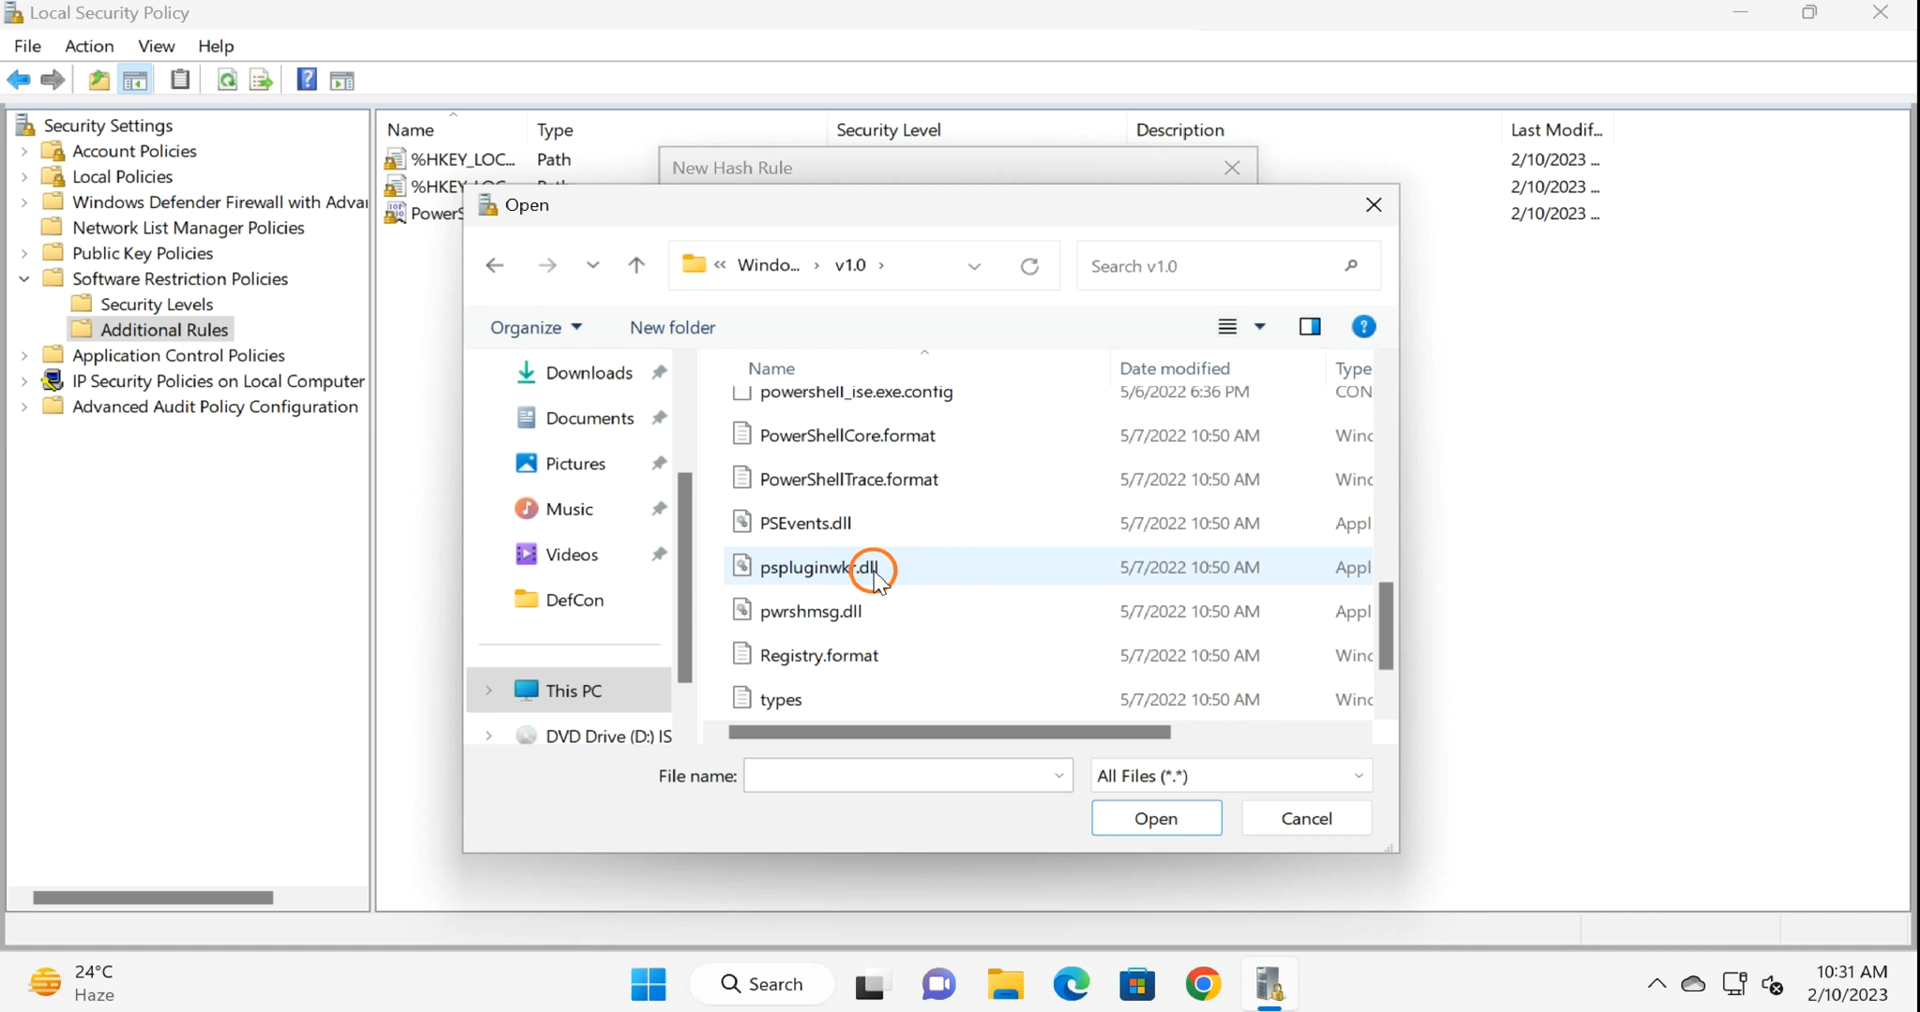 Local Security Policy
File Action View Help
Security Settings
Account Policies
Local Policies
Windows Defender Firewall with Advan
Network List Manager Policies
Public Key Policies
Software Restriction Policies
Security Levels
Additional Rules
Application Control Policies
IP Security Policies on Local Computer
Advanced Audit Policy Configuration
Name Type Security Level Description Last Modif...
%HKEY_LOC... Path 2/10/2023 ...
%HKEY_LOC... Path 2/10/2023 ...
PowerS 2/10/2023 ...
New Hash Rule
Open
« Windo... › v1.0 ›
Search v1.0
Organize New folder
Downloads
Documents
Pictures
Music
Videos
DefCon
This PC
DVD Drive (D:) IS
Name Date modified Type
powershell_ise.exe.config 5/6/2022 6:36 PM CON
PowerShellCore.format 5/7/2022 10:50 AM Winc
PowerShellTrace.format 5/7/2022 10:50 AM Winc
PSEvents.dll 5/7/2022 10:50 AM Appl
pspluginwkr.dll 5/7/2022 10:50 AM Appl
pwrshmsg.dll 5/7/2022 10:50 AM Appl
Registry.format 5/7/2022 10:50 AM Winc
types 5/7/2022 10:50 AM Winc
File name: All Files (*.*)
Open Cancel
24°C
Haze
Search
10:31 AM
2/10/2023